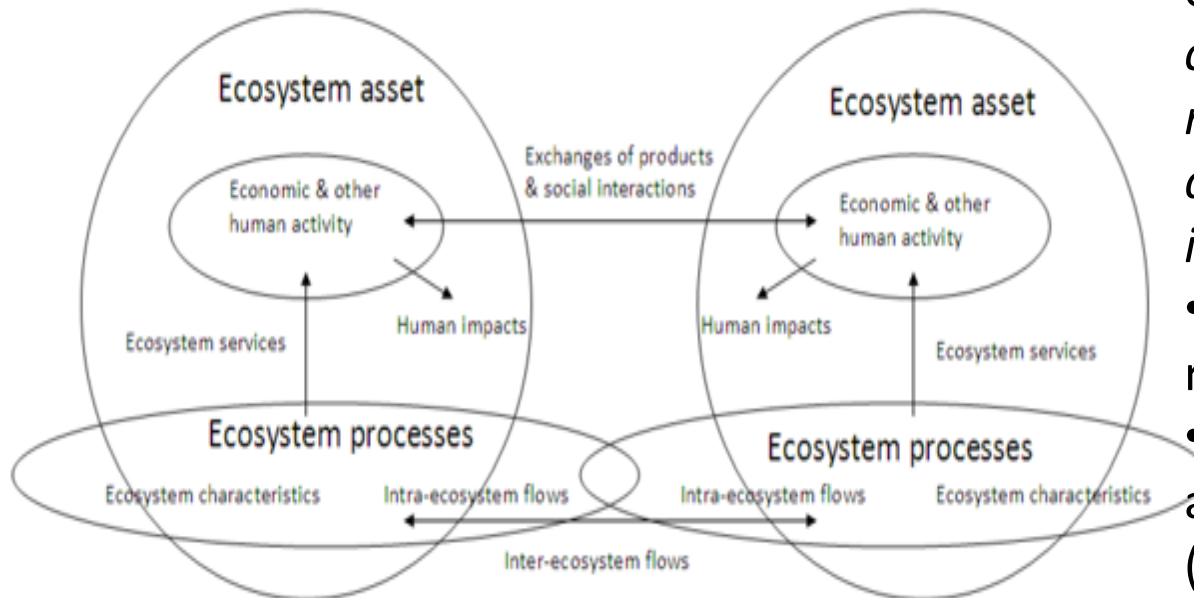 Ecosystem asset
Ecosystem asset
Exchanges of products
& social interactions
Economic & other
human activity
Economic & other
human activity
Human impacts
Human impacts
Ecosystem services
Ecosystem services
Ecosystem processes
Ecosystem processes
Ecosystem characteristics
Intra-ecosystem flows
Intra-ecosystem flows
Ecosystem characteristics
Inter-ecosystem flows